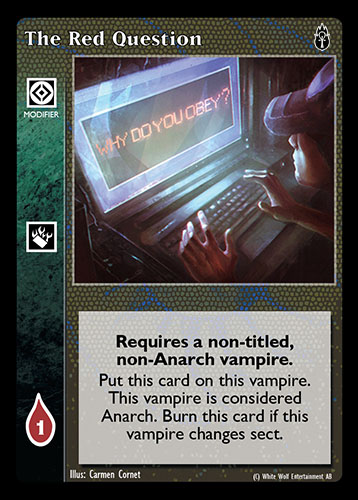 The Red Question
MODIFIER
WHY DO YOU OBEY?
Requires a non-titled,
non-Anarch vampire.
Put this card on this vampire.
This vampire is considered
Anarch. Burn this card if this
vampire changes sect.
1
Illus: Carmen Cornet
(C) White Wolf Entertainment AB